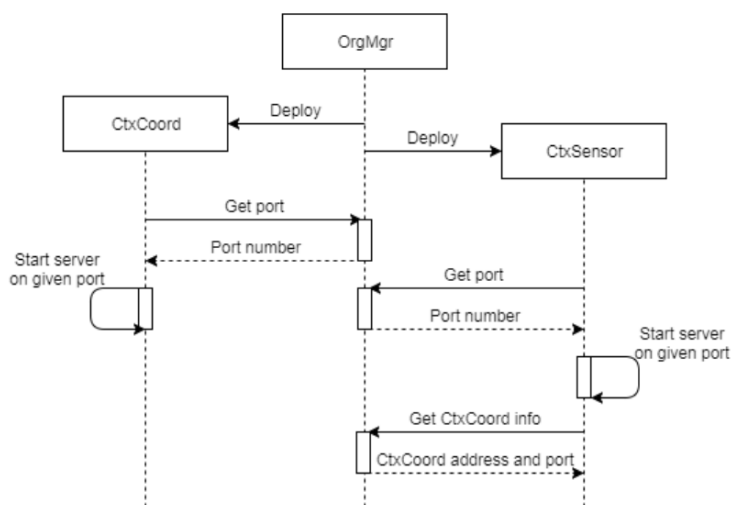 OrgMgr
CtxCoord
Deploy
Deploy
CtxSensor
Get port
Port number
Start server
on given port
Get port
Port number
Start server
on given port
Get CtxCoord info
CtxCoord address and port